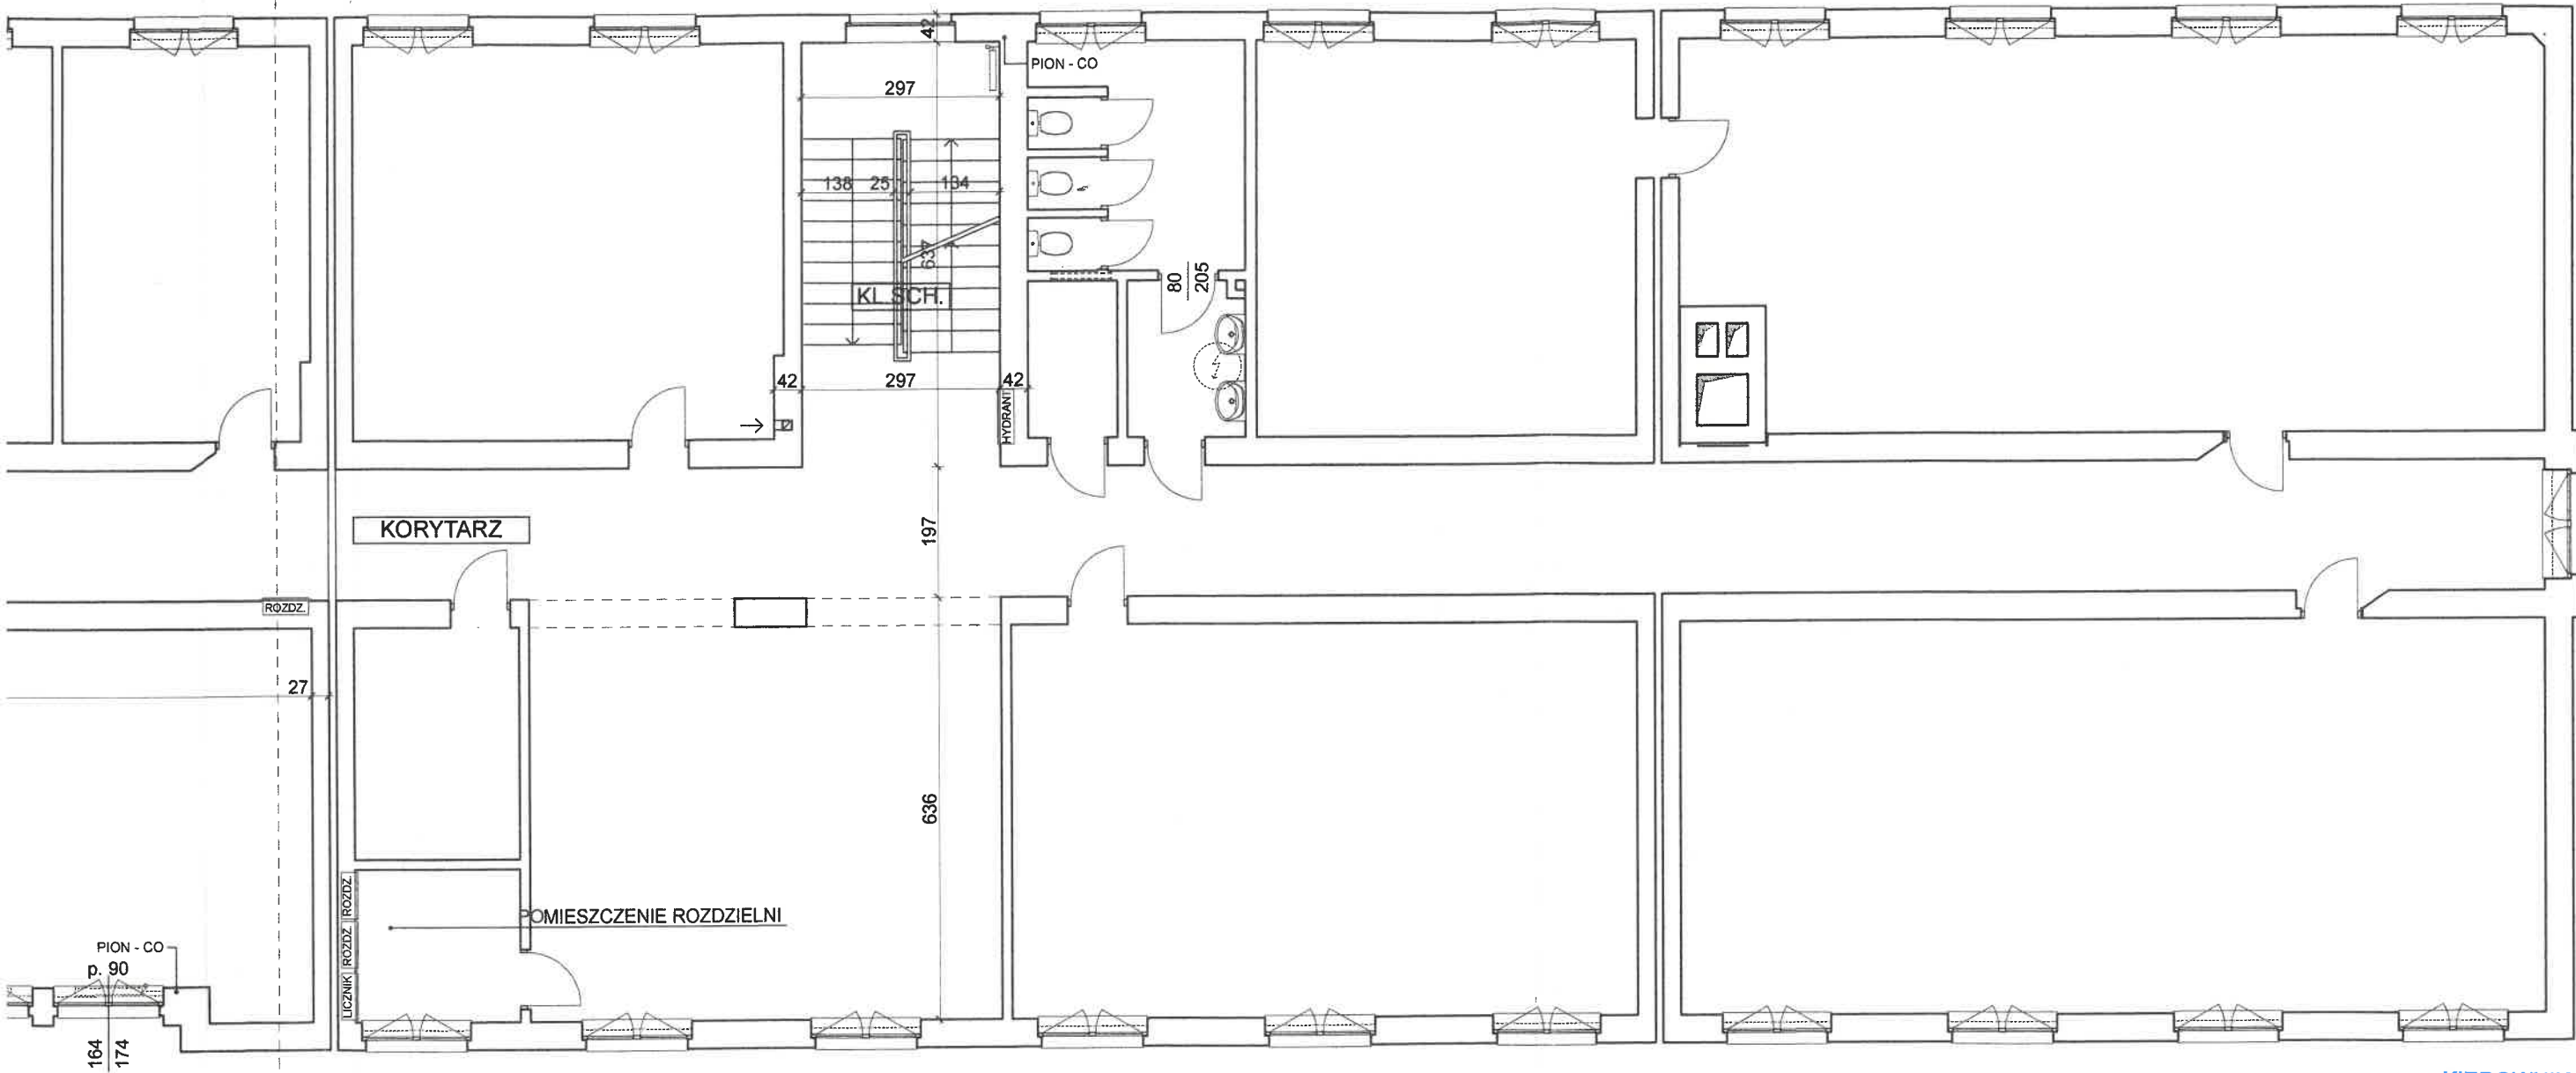 42
PION - CO
297
138
25
134
637
KL.SCH.
80
205
42
297
42
HYDRANT
KORYTARZ
197
ROZDZ.
27
636
ROZDZ.
ROZDZ.
LICZNIK
POMIESZCZENIE ROZDZIELNI
PION - CO
p. 90
164
174